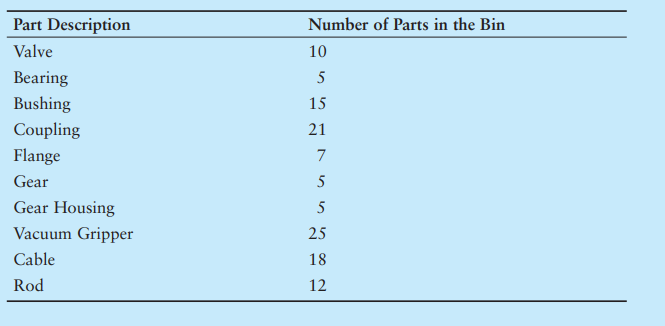 Part Description Number of Parts in the Bin
Valve 10
Bearing 5
Bushing 15
Coupling 21
Flange 7
Gear 5
Gear Housing 5
Vacuum Gripper 25
Cable 18
Rod 12